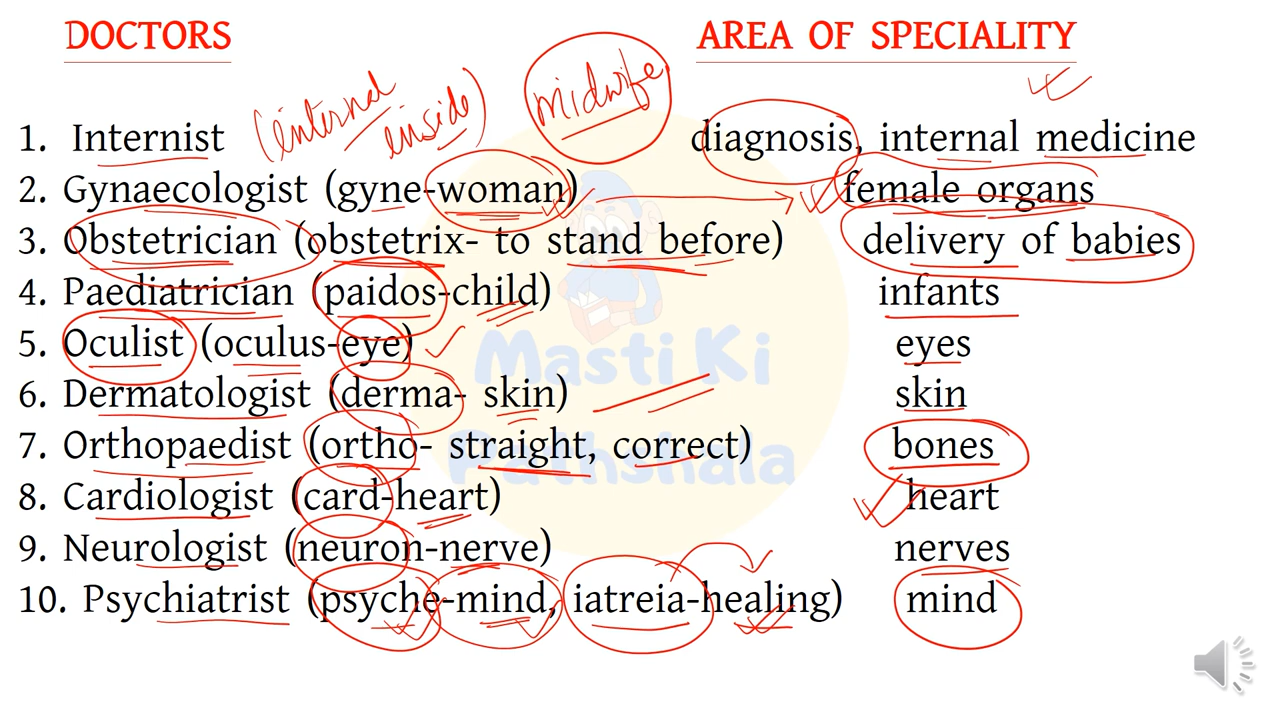 DOCTORS AREA OF SPECIALITY
(internal inside) midwife
1. Internist diagnosis, internal medicine
2. Gynaecologist (gyne-woman) female organs
3. Obstetrician (obstetrix- to stand before) delivery of babies
4. Paediatrician (paidos-child) infants
5. Oculist (oculus-eye) eyes
Masti Ki
6. Dermatologist (derma- skin) skin
7. Orthopaedist (ortho- straight, correct) bones
Pathshala
8. Cardiologist (card-heart) heart
9. Neurologist (neuron-nerve) nerves
10. Psychiatrist (psyche-mind, iatreia-healing) mind